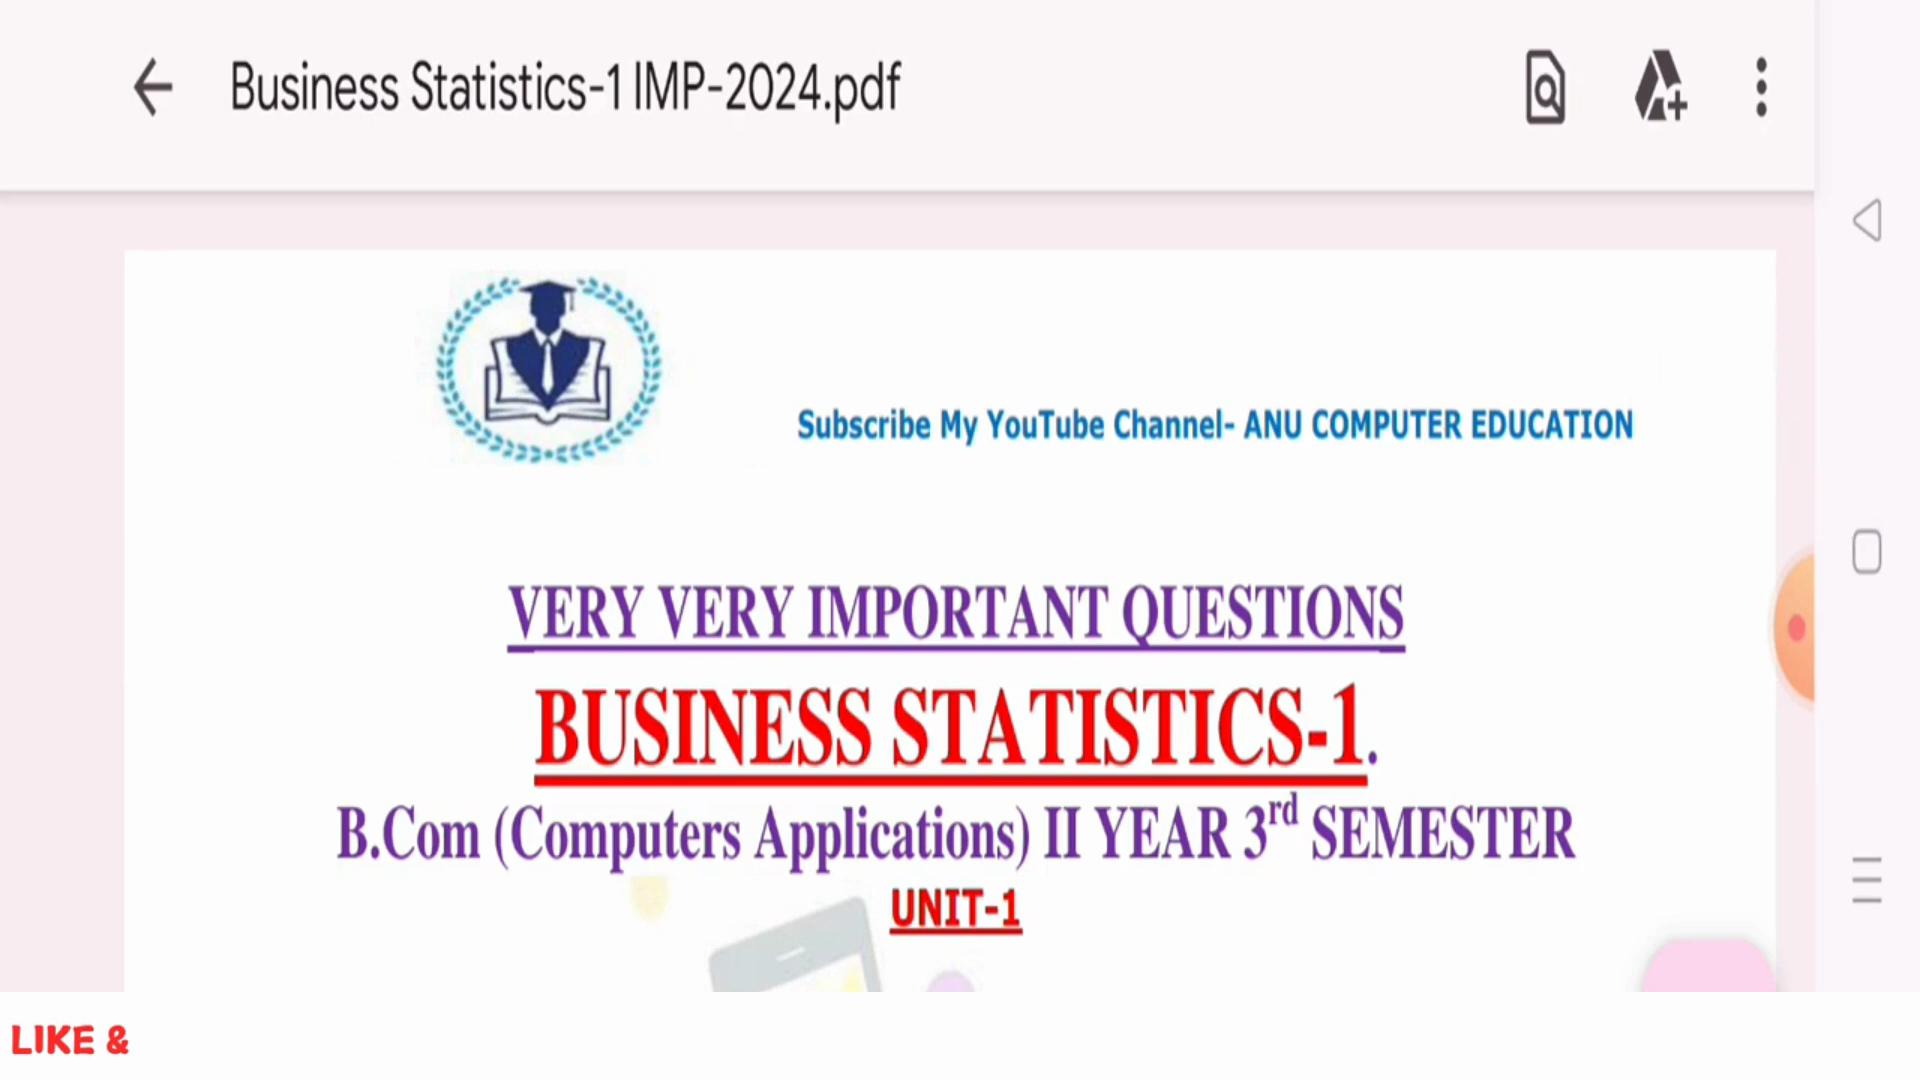 Business Statistics-1 IMP-2024.pdf
Subscribe My YouTube Channel- ANU COMPUTER EDUCATION
VERY VERY IMPORTANT QUESTIONS
BUSINESS STATISTICS-1.
B.Com (Computers Applications) II YEAR 3rd SEMESTER
UNIT-1
LIKE &